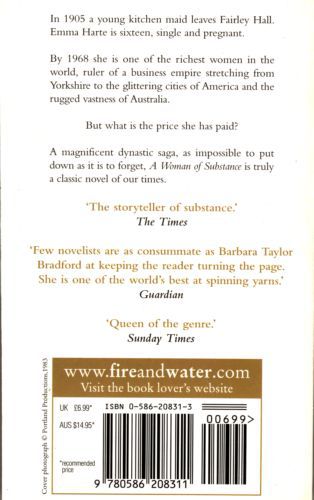 In 1905 a young kitchen maid leaves Fairley Hall.
Emma Harte is sixteen, single and pregnant.
By 1968 she is one of the richest women in the
world, ruler of a business empire stretching from
Yorkshire to the glittering cities of America and the
rugged vastness of Australia.
But what is the price she has paid?
A magnificent dynastic saga, as impossible to put
down as it is to forget, A Woman of Substance is truly
a classic novel of our times.
'The storyteller of substance.'
The Times
'Few novelists are as consummate as Barbara Taylor
Bradford at keeping the reader turning the page.
She is one of the world's best at spinning yarns.'
Guardian
'Queen of the genre.'
Sunday Times
Cover photograph © Portland Productions, 1983
www.fireandwater.com
Visit the book lover's website
UK £6.99*
AUS $14.95*
*recommended
price
ISBN 0-586-20831-3
00699>
9 780586 208311